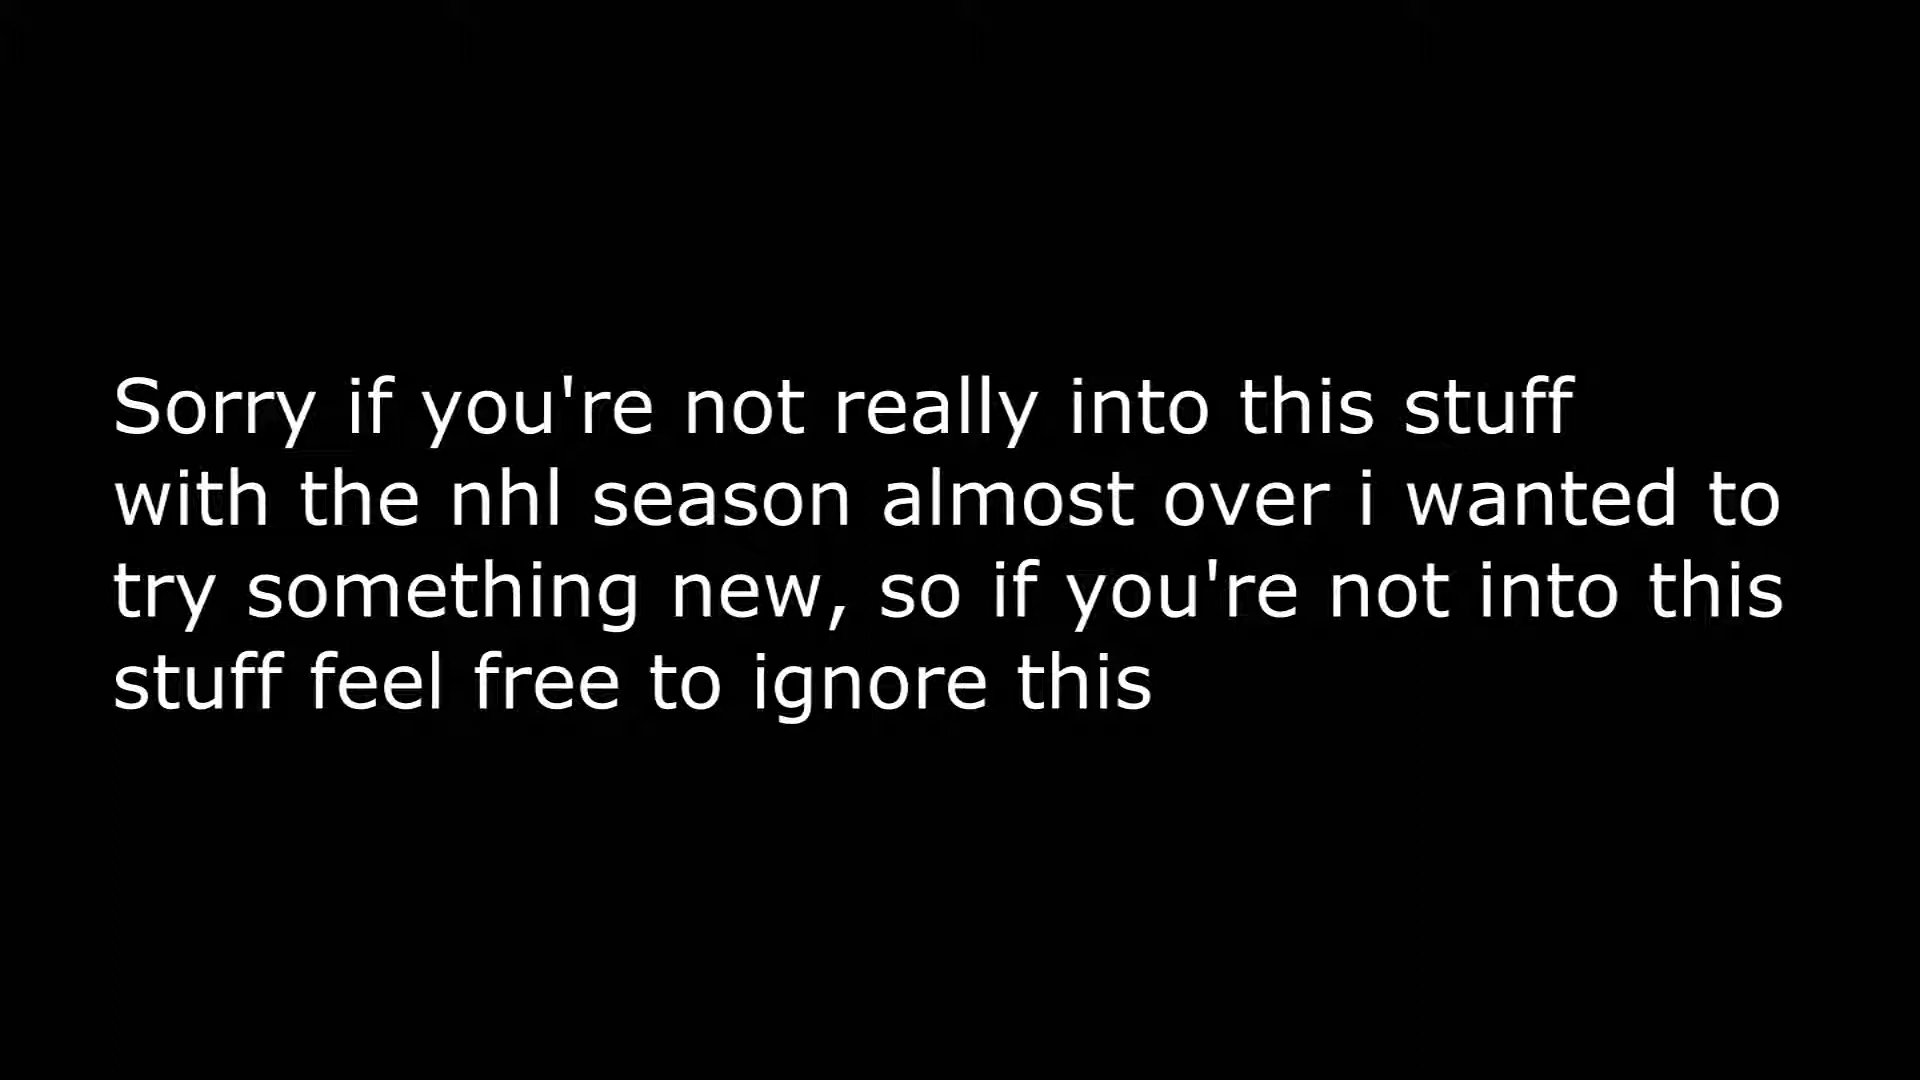 Sorry if you're not really into this stuff
with the nhl season almost over i wanted to
try something new, so if you're not into this
stuff feel free to ignore this